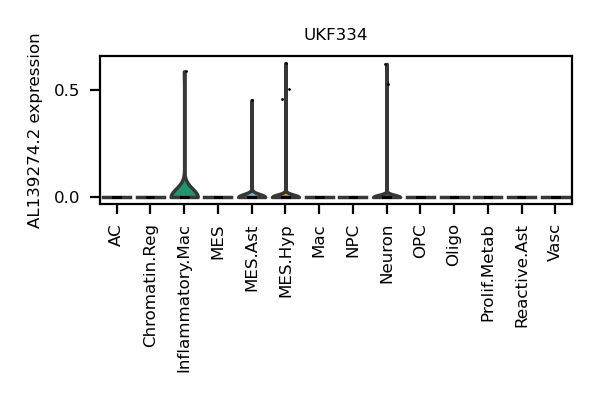 UKF334
AL139274.2 expression
0.5
0.0
AC
Chromatin.Reg
Inflammatory.Mac
MES
MES.Ast
MES.Hyp
Mac
NPC
Neuron
OPC
Oligo
Prolif.Metab
Reactive.Ast
Vasc